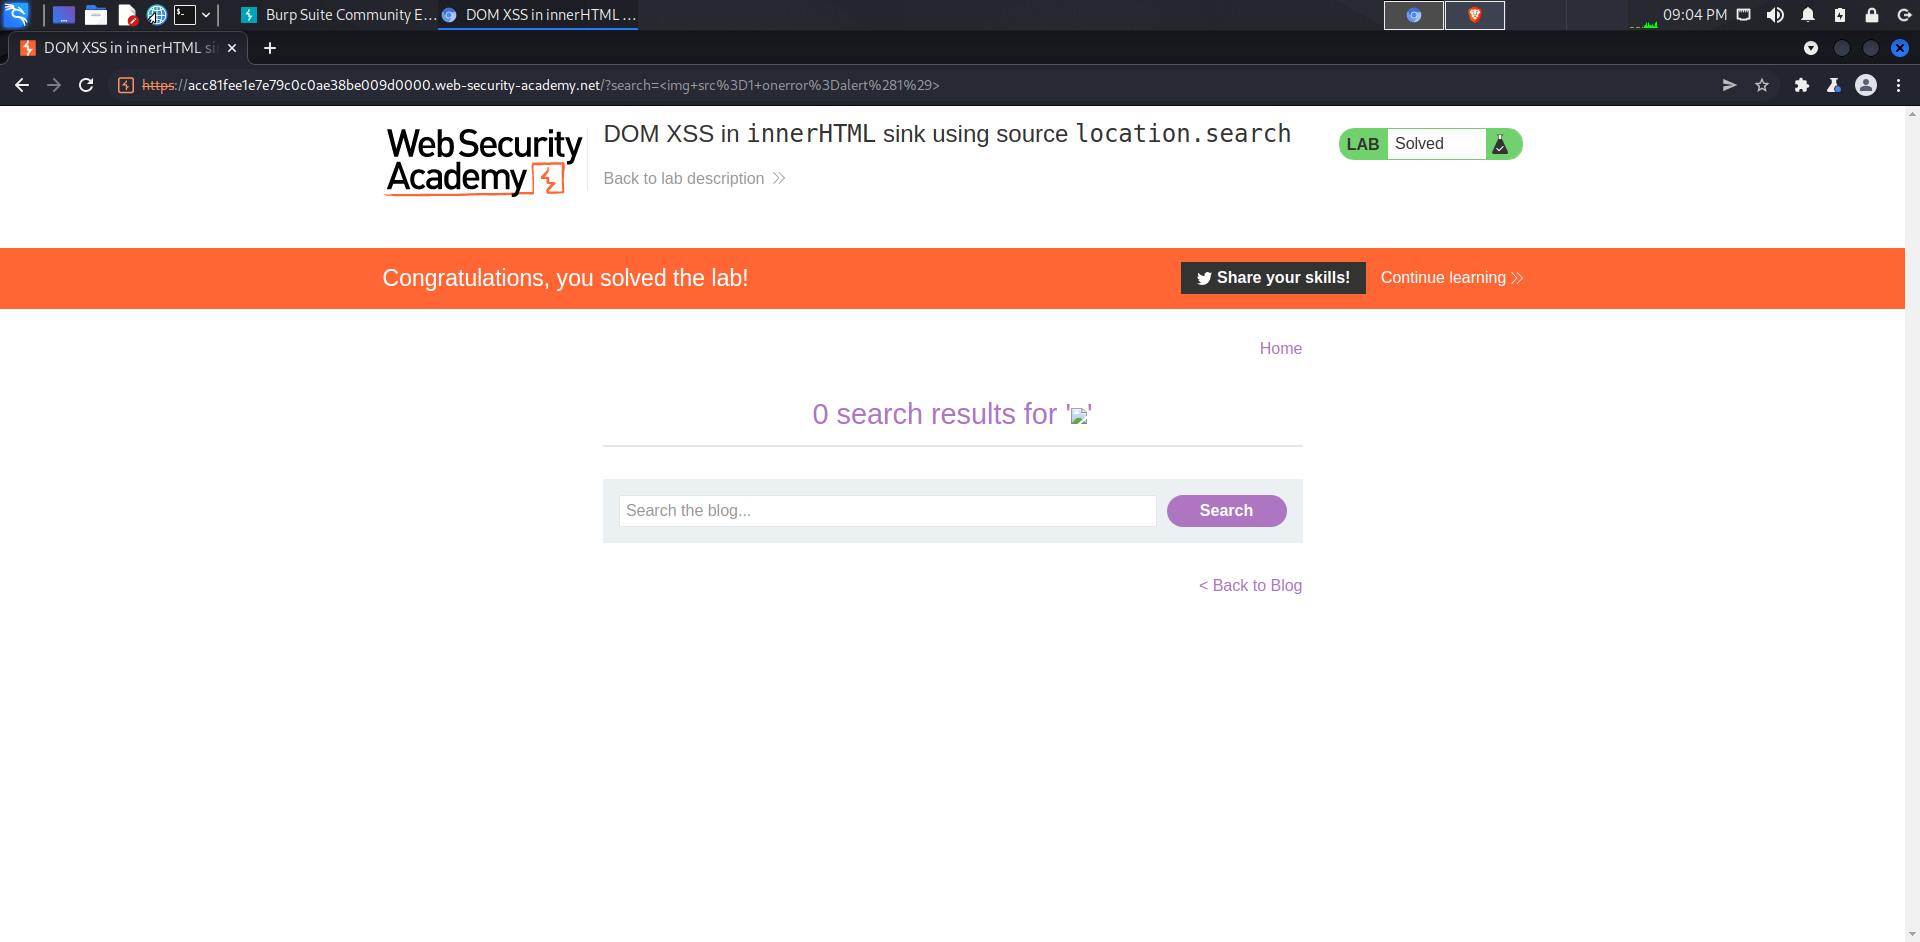 Burp Suite Community E... DOM XSS in innerHTML ... 09:04 PM
DOM XSS in innerHTML si
https://acc81fee1e7e79c0c0ae38be009d0000.web-security-academy.net/?search=<img+src%3D1+onerror%3Dalert%281%29>
Web Security
Academy
DOM XSS in innerHTML sink using source location.search
LAB Solved
Back to lab description
Congratulations, you solved the lab!
Share your skills! Continue learning
Home
0 search results for ''
Search the blog... Search
< Back to Blog